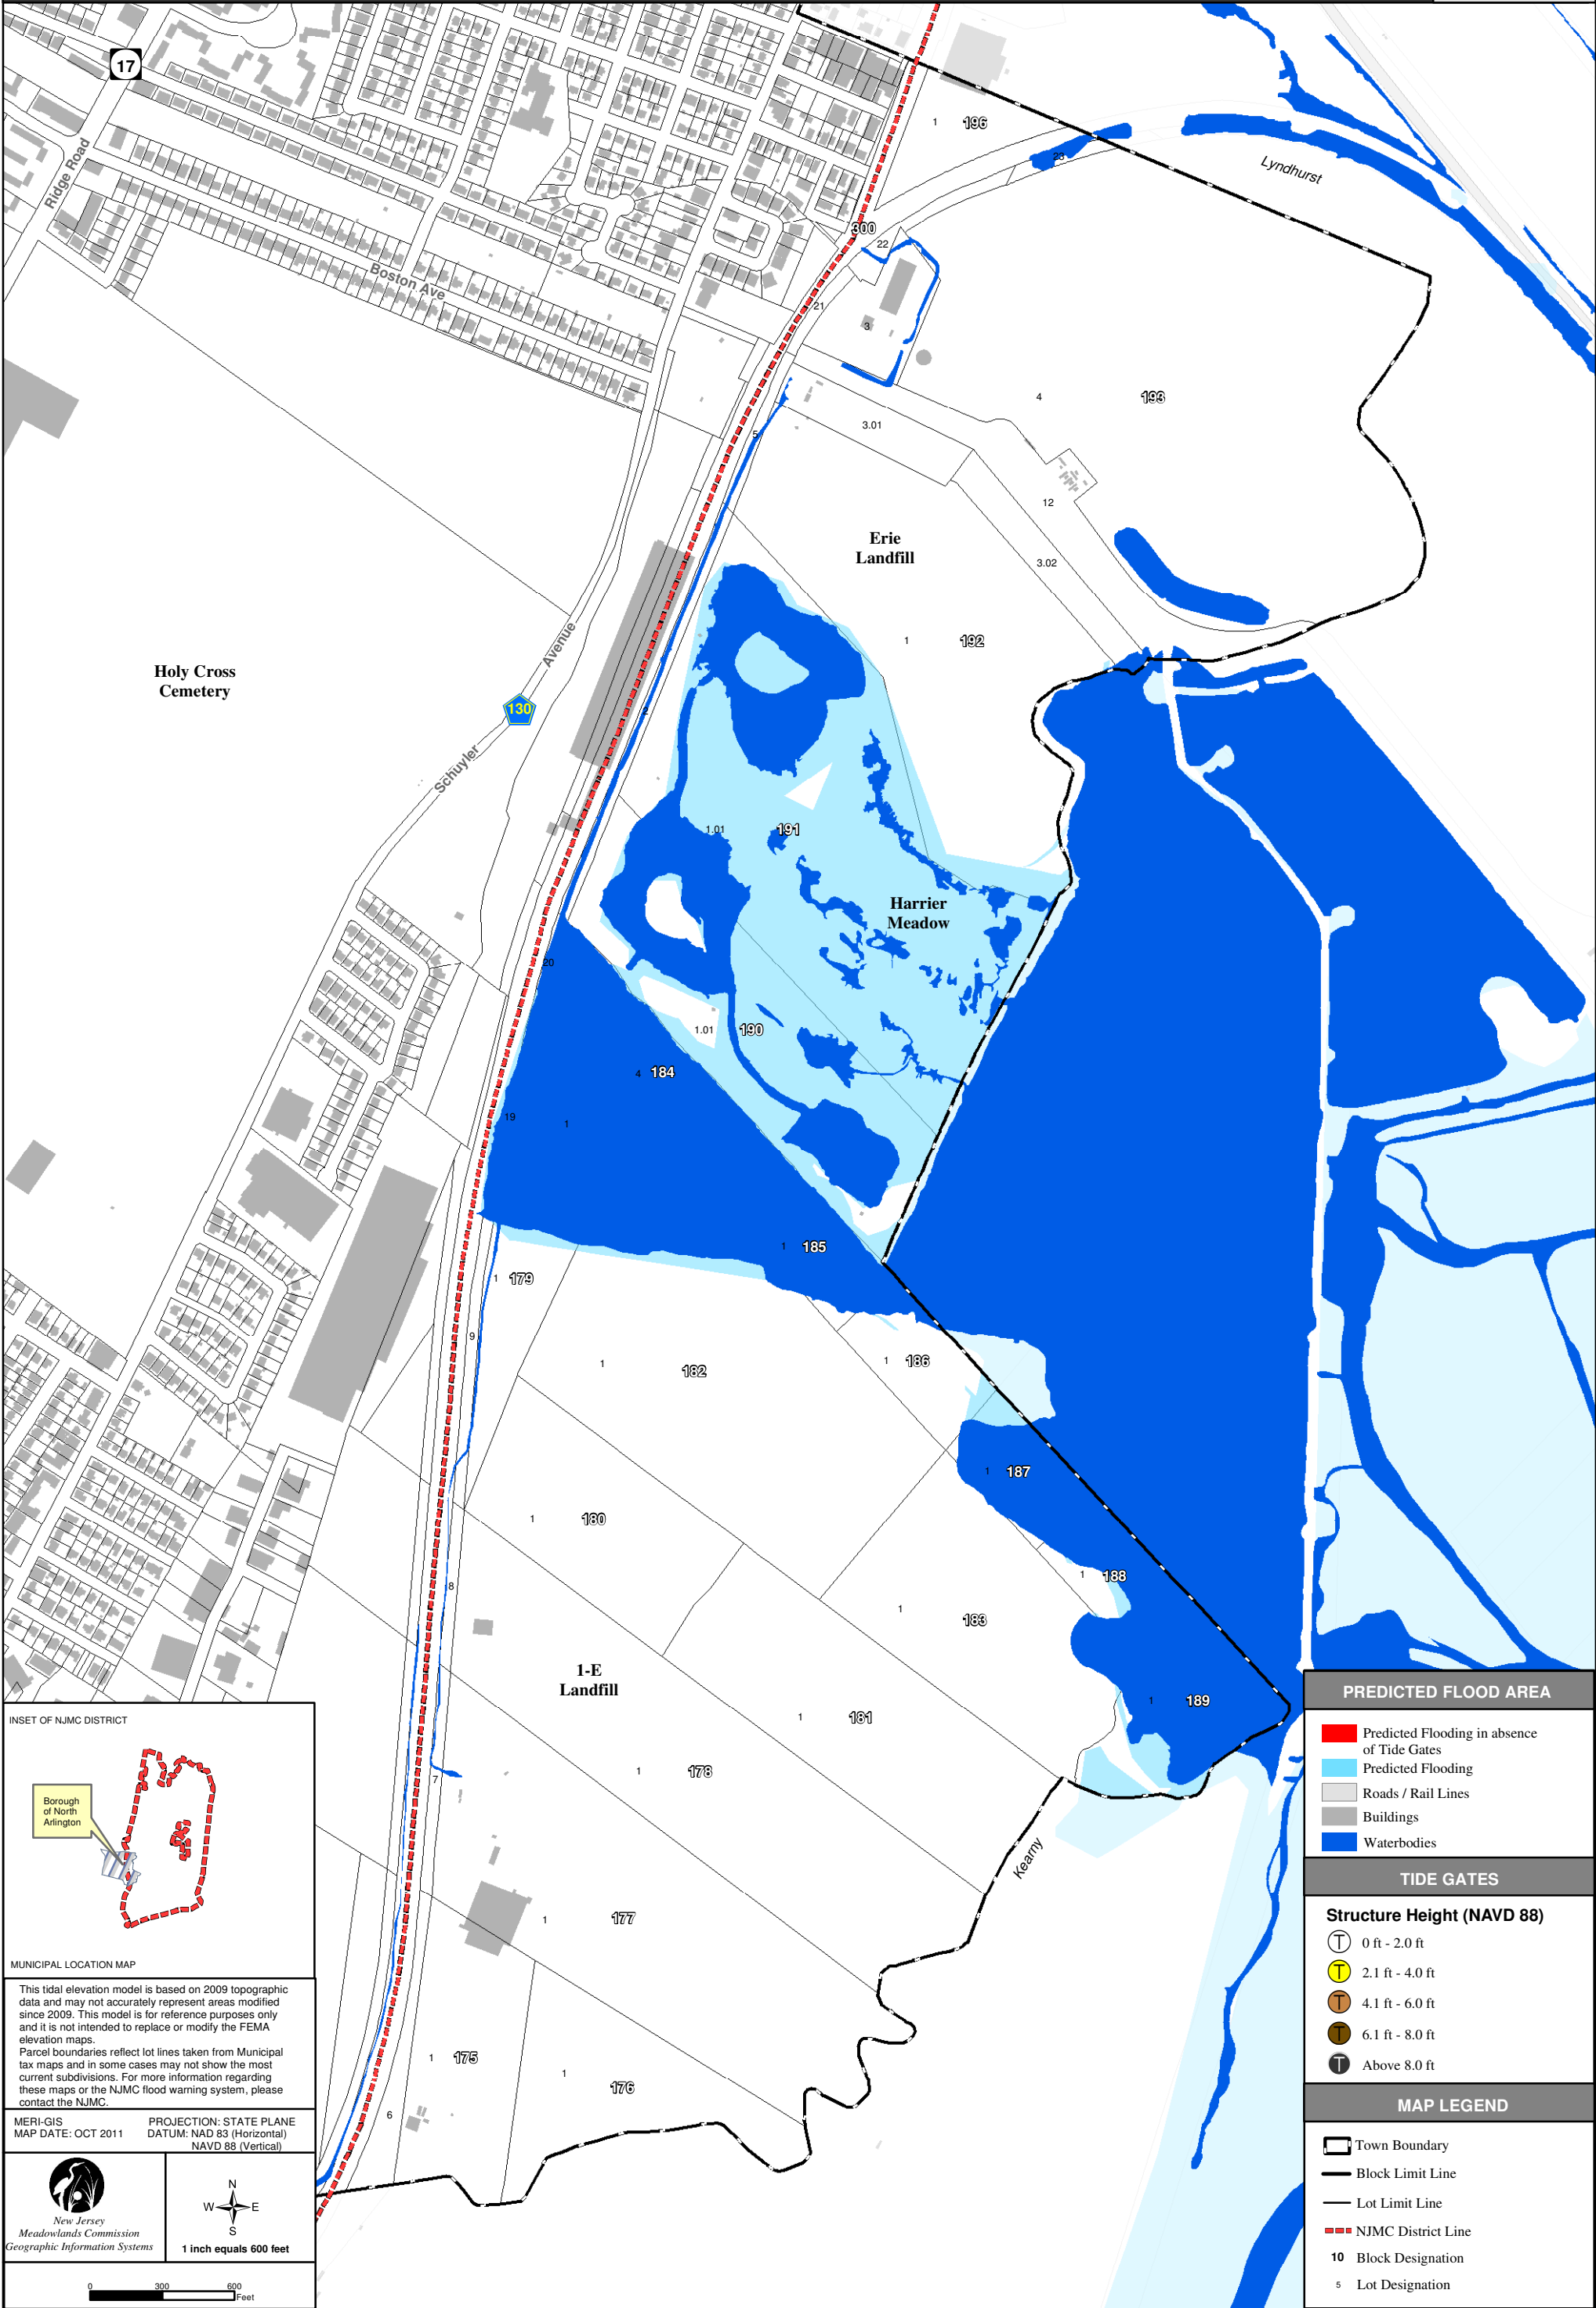 17
Ridge Road
Boston Ave
1 196
23
Lyndhurst
300
22
21
3
4 193
5
3.01
12
Erie
Landfill
3.02
1 192
Holy Cross
Cemetery
Avenue
130
2
Schuyler
1.01 191
Harrier
Meadow
20
1.01 190
4 184
19
1
1 185
1 179
9
1 182
1 186
1 187
1 180
8
1 188
1 183
1-E
Landfill
1 189
1 181
1 178
7
Kearny
1 177
1 175
1 176
6
INSET OF NJMC DISTRICT
Borough
of North
Arlington
MUNICIPAL LOCATION MAP
This tidal elevation model is based on 2009 topographic
data and may not accurately represent areas modified
since 2009. This model is for reference purposes only
and it is not intended to replace or modify the FEMA
elevation maps.
Parcel boundaries reflect lot lines taken from Municipal
tax maps and in some cases may not show the most
current subdivisions. For more information regarding
these maps or the NJMC flood warning system, please
contact the NJMC.
MERI-GIS
MAP DATE: OCT 2011
PROJECTION: STATE PLANE
DATUM: NAD 83 (Horizontal)
NAVD 88 (Vertical)
New Jersey
Meadowlands Commission
Geographic Information Systems
N
W E
S
1 inch equals 600 feet
0 300 600
Feet
PREDICTED FLOOD AREA
Predicted Flooding in absence
of Tide Gates
Predicted Flooding
Roads / Rail Lines
Buildings
Waterbodies
TIDE GATES
Structure Height (NAVD 88)
T 0 ft - 2.0 ft
T 2.1 ft - 4.0 ft
T 4.1 ft - 6.0 ft
T 6.1 ft - 8.0 ft
T Above 8.0 ft
MAP LEGEND
Town Boundary
Block Limit Line
Lot Limit Line
NJMC District Line
10 Block Designation
5 Lot Designation